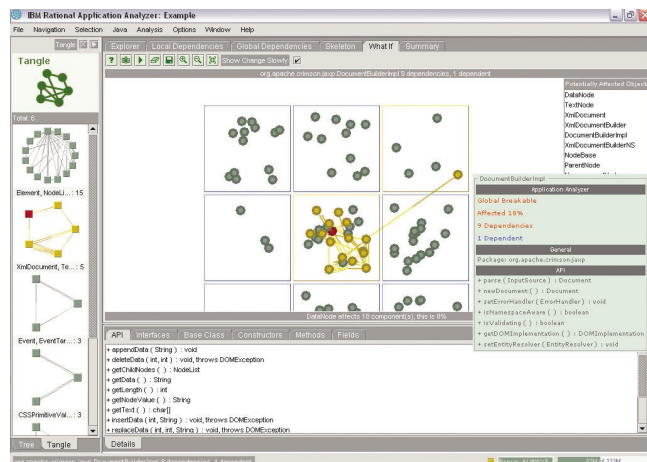 IBM Rational Application Analyzer: Example
File Navigation Selection Java Analysis Options Window Help
Tangle
Explorer Local Dependencies Global Dependencies Skeleton What If Summary
Show Change Slowly
org.apache.crimson.jaxp.DocumentBuilderImpl 9 dependencies, 1 dependent
Tangle
Total: 6
Element, NodeLi...: 15
XmlDocument, Te...: 5
Event, EventTar...: 3
CSSPrimitiveVal...: 3
Tree Tangle
Potentially Affected Object
DataNode
TextNode
XmlDocument
XmlDocumentBuilder
DocumentBuilderImpl
XmlDocumentBuilderNS
NodeBase
ParentNode
DocumentBuilderImpl
Application Analyzer
Global Breakable
Affected 18%
9 Dependencies
1 Dependent
General
Package: org.apache.crimson.jaxp
API
+ parse ( InputSource ) : Document
+ newDocument ( ) : Document
+ setErrorHandler ( ErrorHandler ) : void
+ isNamespaceAware ( ) : boolean
+ isValidating ( ) : boolean
+ getDOMImplementation ( ) : DOMImplementation
+ setEntityResolver ( EntityResolver ) : void
DataNode affects 18 component(s), this is 8%
API Interfaces Base Class Constructors Methods Fields
+ appendData ( String ) : void
+ deleteData ( int, int ) : void, throws DOMException
+ getChildNodes ( ) : NodeList
+ getData ( ) : String
+ getLength ( ) : int
+ getNodeValue ( ) : String
+ getText ( ) : char[]
+ insertData ( int, String ) : void, throws DOMException
+ replaceData ( int, int, String ) : void, throws DOMException
Details